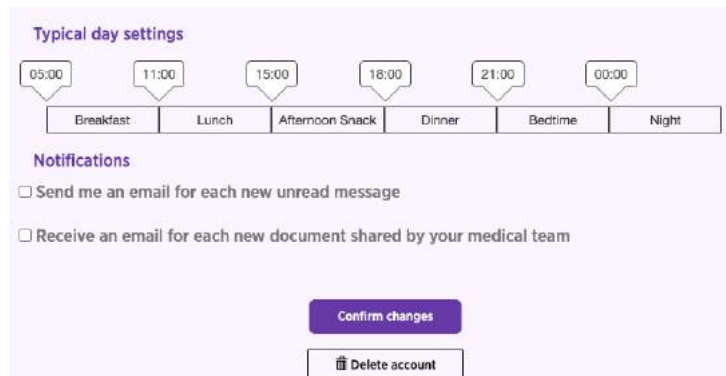 Typical day settings
05:00 11:00 15:00 18:00 21:00 00:00
Breakfast Lunch Afternoon Snack Dinner Bedtime Night
Notifications
Send me an email for each new unread message
Receive an email for each new document shared by your medical team
Confirm changes
Delete account